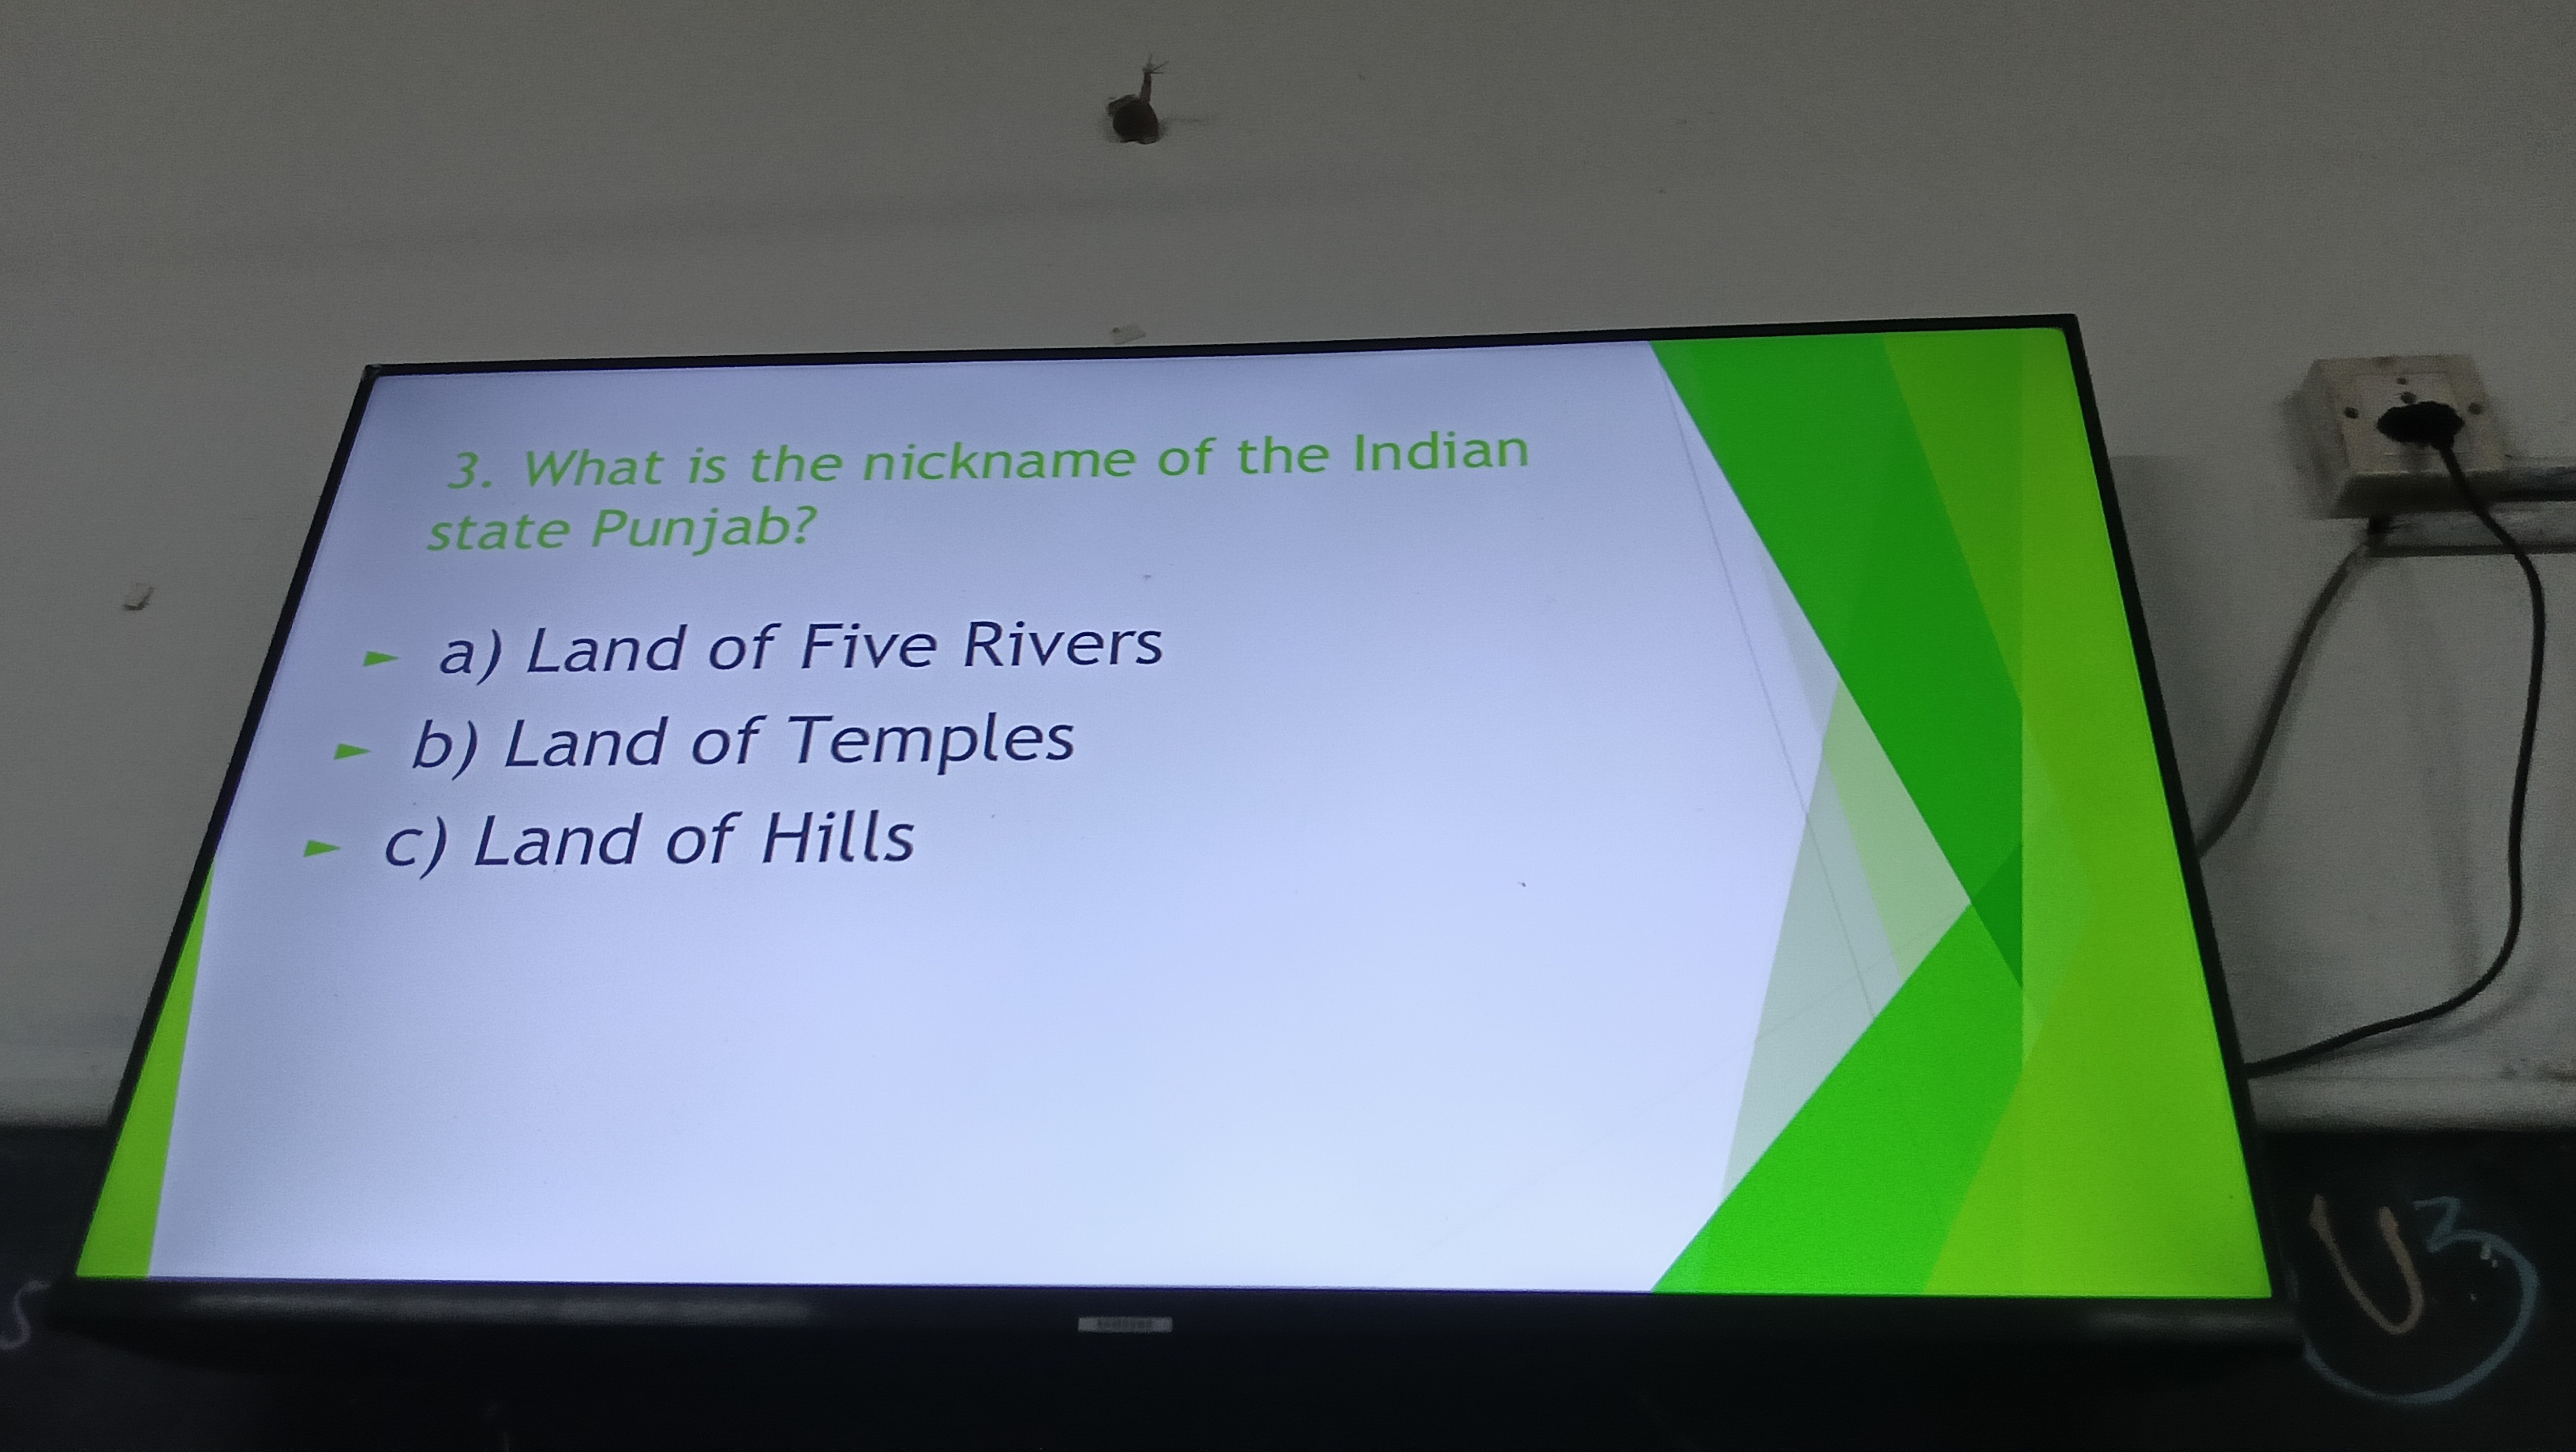 3. What is the nickname of the Indian
state Punjab?
► a) Land of Five Rivers
► b) Land of Temples
► c) Land of Hills